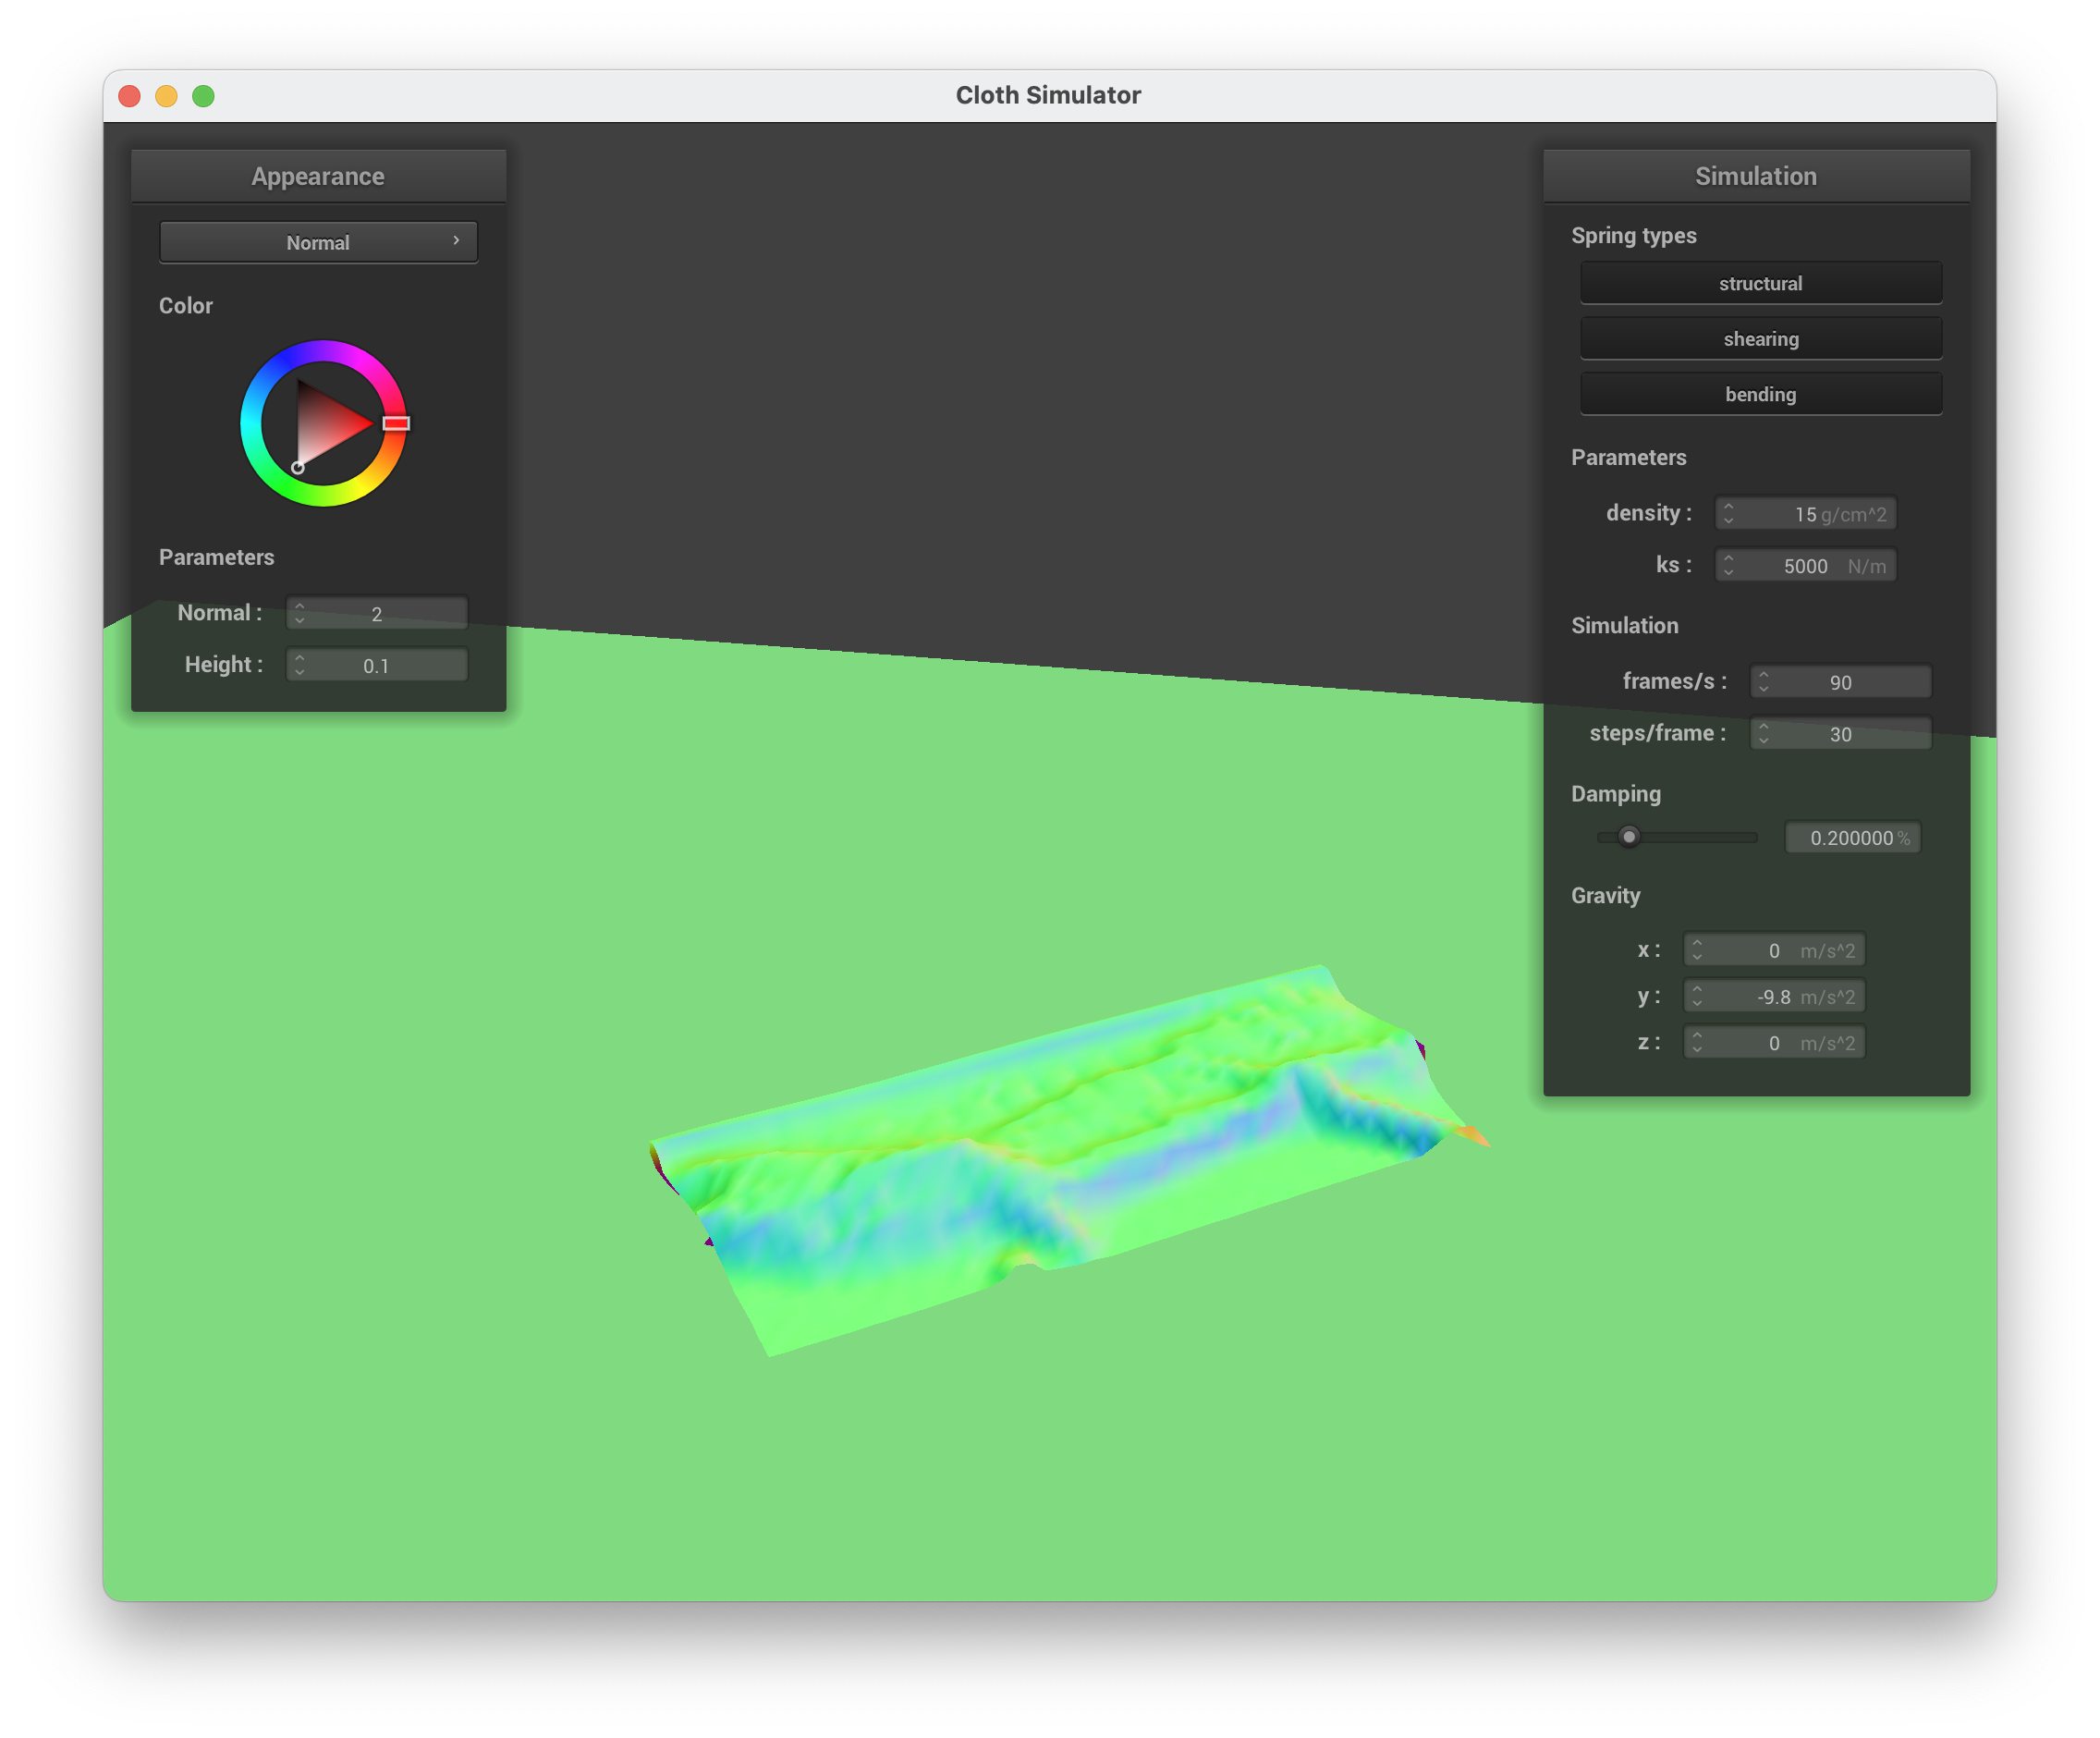 Cloth Simulator
Appearance
Normal
Color
Parameters
Normal : 2
Height : 0.1
Simulation
Spring types
structural
shearing
bending
Parameters
density : 15 g/cm^2
ks : 5000 N/m
Simulation
frames/s : 90
steps/frame : 30
Damping
0.200000 %
Gravity
x : 0 m/s^2
y : -9.8 m/s^2
z : 0 m/s^2